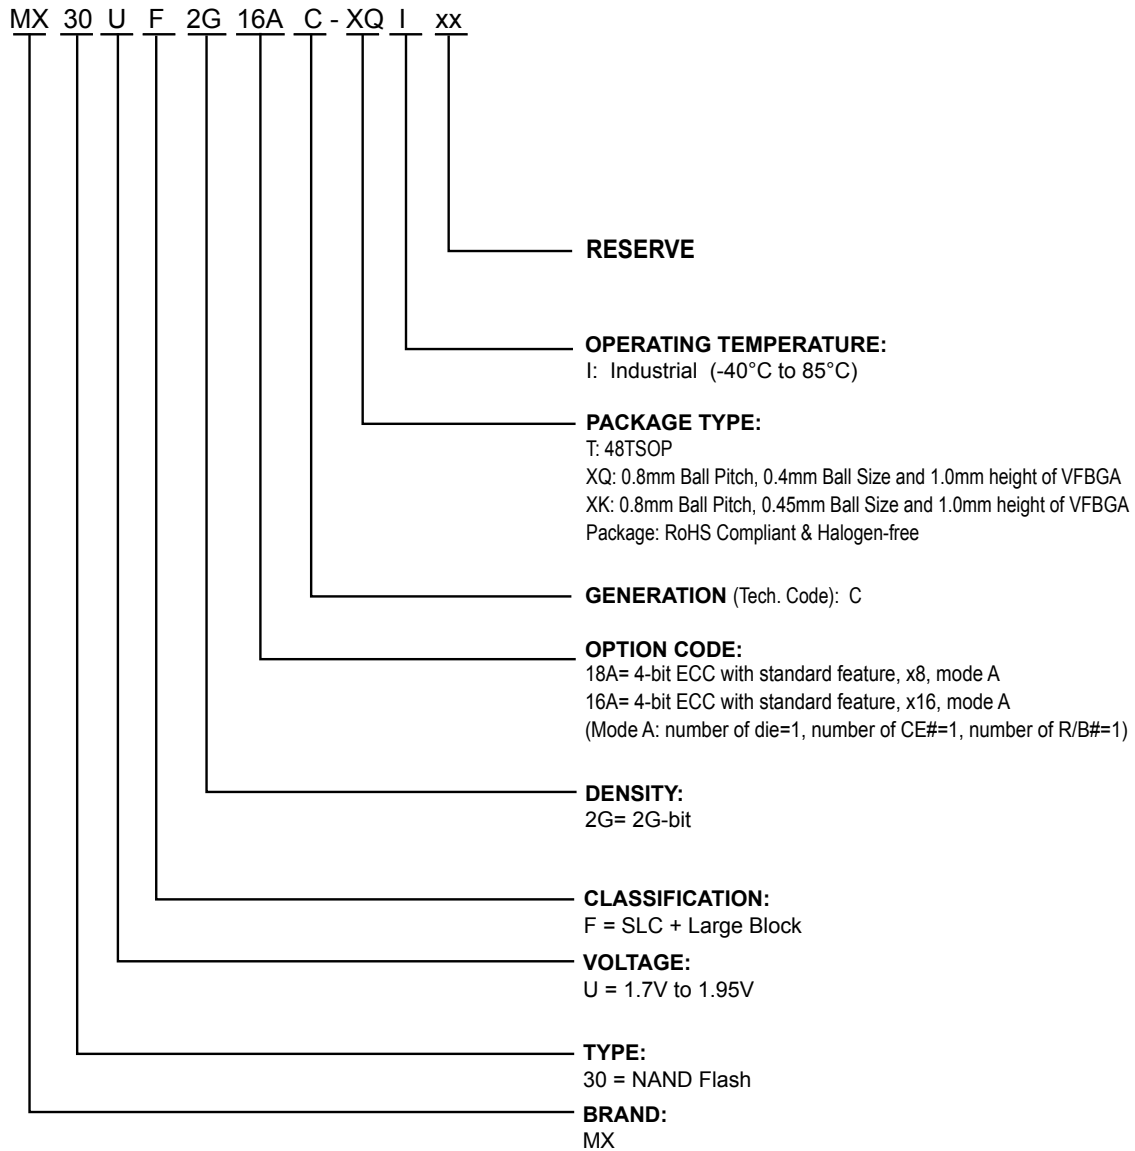 MX 30 U F 2G 16A C - XQ I xx
RESERVE
OPERATING TEMPERATURE:
I: Industrial (-40°C to 85°C)
PACKAGE TYPE:
T: 48TSOP
XQ: 0.8mm Ball Pitch, 0.4mm Ball Size and 1.0mm height of VFBGA
XK: 0.8mm Ball Pitch, 0.45mm Ball Size and 1.0mm height of VFBGA
Package: RoHS Compliant & Halogen-free
GENERATION (Tech. Code): C
OPTION CODE:
18A= 4-bit ECC with standard feature, x8, mode A
16A= 4-bit ECC with standard feature, x16, mode A
(Mode A: number of die=1, number of CE#=1, number of R/B#=1)
DENSITY:
2G= 2G-bit
CLASSIFICATION:
F = SLC + Large Block
VOLTAGE:
U = 1.7V to 1.95V
TYPE:
30 = NAND Flash
BRAND:
MX